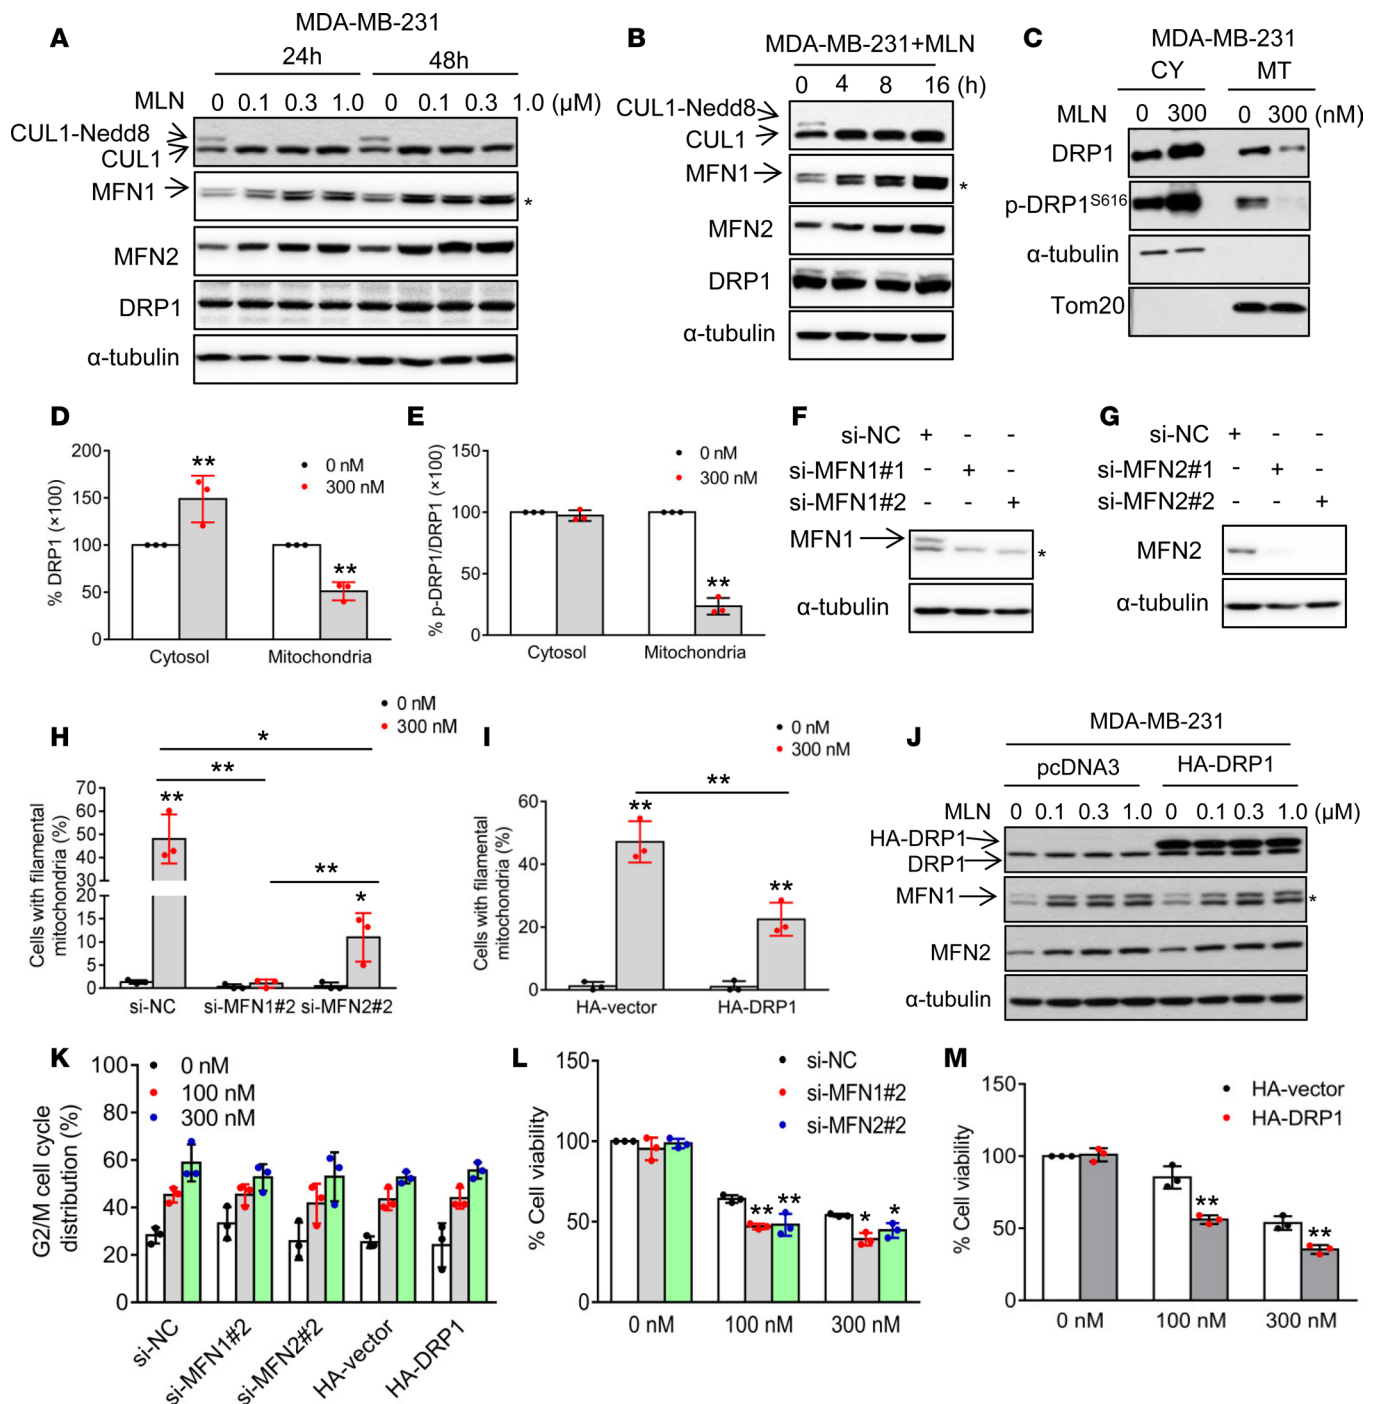 A
MDA-MB-231
24h 48h
MLN 0 0.1 0.3 1.0 0 0.1 0.3 1.0 (μM)
CUL1-Nedd8
CUL1
MFN1
*
MFN2
DRP1
α-tubulin
B
MDA-MB-231+MLN
0 4 8 16 (h)
CUL1-Nedd8
CUL1
MFN1
*
MFN2
DRP1
α-tubulin
C
MDA-MB-231
CY MT
MLN 0 300 0 300 (nM)
DRP1
p-DRP1S616
α-tubulin
Tom20
D
% DRP1 (×100)
200
150
100
50
0
0 nM
300 nM
**
**
Cytosol Mitochondria
E
% p-DRP1/DRP1 (×100)
150
100
50
0
0 nM
300 nM
**
Cytosol Mitochondria
F
si-NC + - -
si-MFN1#1 - + -
si-MFN1#2 - - +
MFN1
*
α-tubulin
G
si-NC + - -
si-MFN2#1 - + -
si-MFN2#2 - - +
MFN2
α-tubulin
H
0 nM
300 nM
*
**
**
**
*
Cells with filamental
mitochondria (%)
70
60
50
40
30
20
15
10
5
0
si-NC si-MFN1#2 si-MFN2#2
I
0 nM
300 nM
**
**
**
Cells with filamental
mitochondria (%)
60
40
20
0
HA-vector HA-DRP1
J
MDA-MB-231
pcDNA3 HA-DRP1
MLN 0 0.1 0.3 1.0 0 0.1 0.3 1.0 (μM)
HA-DRP1
DRP1
MFN1
*
MFN2
α-tubulin
K
0 nM
100 nM
300 nM
G2/M cell cycle
distribution (%)
100
80
60
40
20
0
si-NC si-MFN1#2 si-MFN2#2 HA-vector HA-DRP1
L
si-NC
si-MFN1#2
si-MFN2#2
% Cell viability
150
100
50
0
** **
* *
0 nM 100 nM 300 nM
M
HA-vector
HA-DRP1
% Cell viability
150
100
50
0
**
**
0 nM 100 nM 300 nM